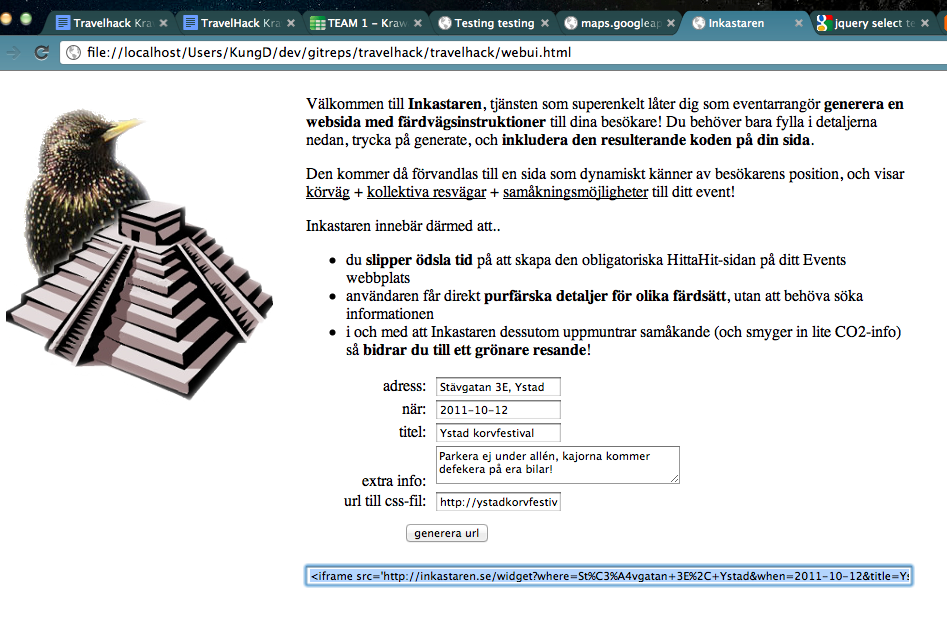 Travelhack Kra
TravelHack Kra
TEAM 1 – Kraw
Testing testing
maps.googleap
Inkastaren
jquery select te
file://localhost/Users/KungD/dev/gitreps/travelhack/travelhack/webui.html
Välkommen till Inkastaren, tjänsten som superenkelt låter dig som eventarrangör generera en
websida med färdvägsinstruktioner till dina besökare! Du behöver bara fylla i detaljerna
nedan, trycka på generate, och inkludera den resulterande koden på din sida.
Den kommer då förvandlas till en sida som dynamiskt känner av besökarens position, och visar
körväg + kollektiva resvägar + samåkningsmöjligheter till ditt event!
Inkastaren innebär därmed att..
• du slipper ödsla tid på att skapa den obligatoriska HittaHit-sidan på ditt Events
webbplats
• användaren får direkt purfärska detaljer för olika färdsätt, utan att behöva söka
informationen
• i och med att Inkastaren dessutom uppmuntrar samåkande (och smyger in lite CO2-info)
så bidrar du till ett grönare resande!
adress: Stävgatan 3E, Ystad
när: 2011-10-12
titel: Ystad korvfestival
Parkera ej under allén, kajorna kommer
defekera på era bilar!
extra info:
url till css-fil: http://ystadkorvfestiv
generera url
<iframe src='http://inkastaren.se/widget?where=St%C3%A4vgatan+3E%2C+Ystad&when=2011-10-12&title=Ys